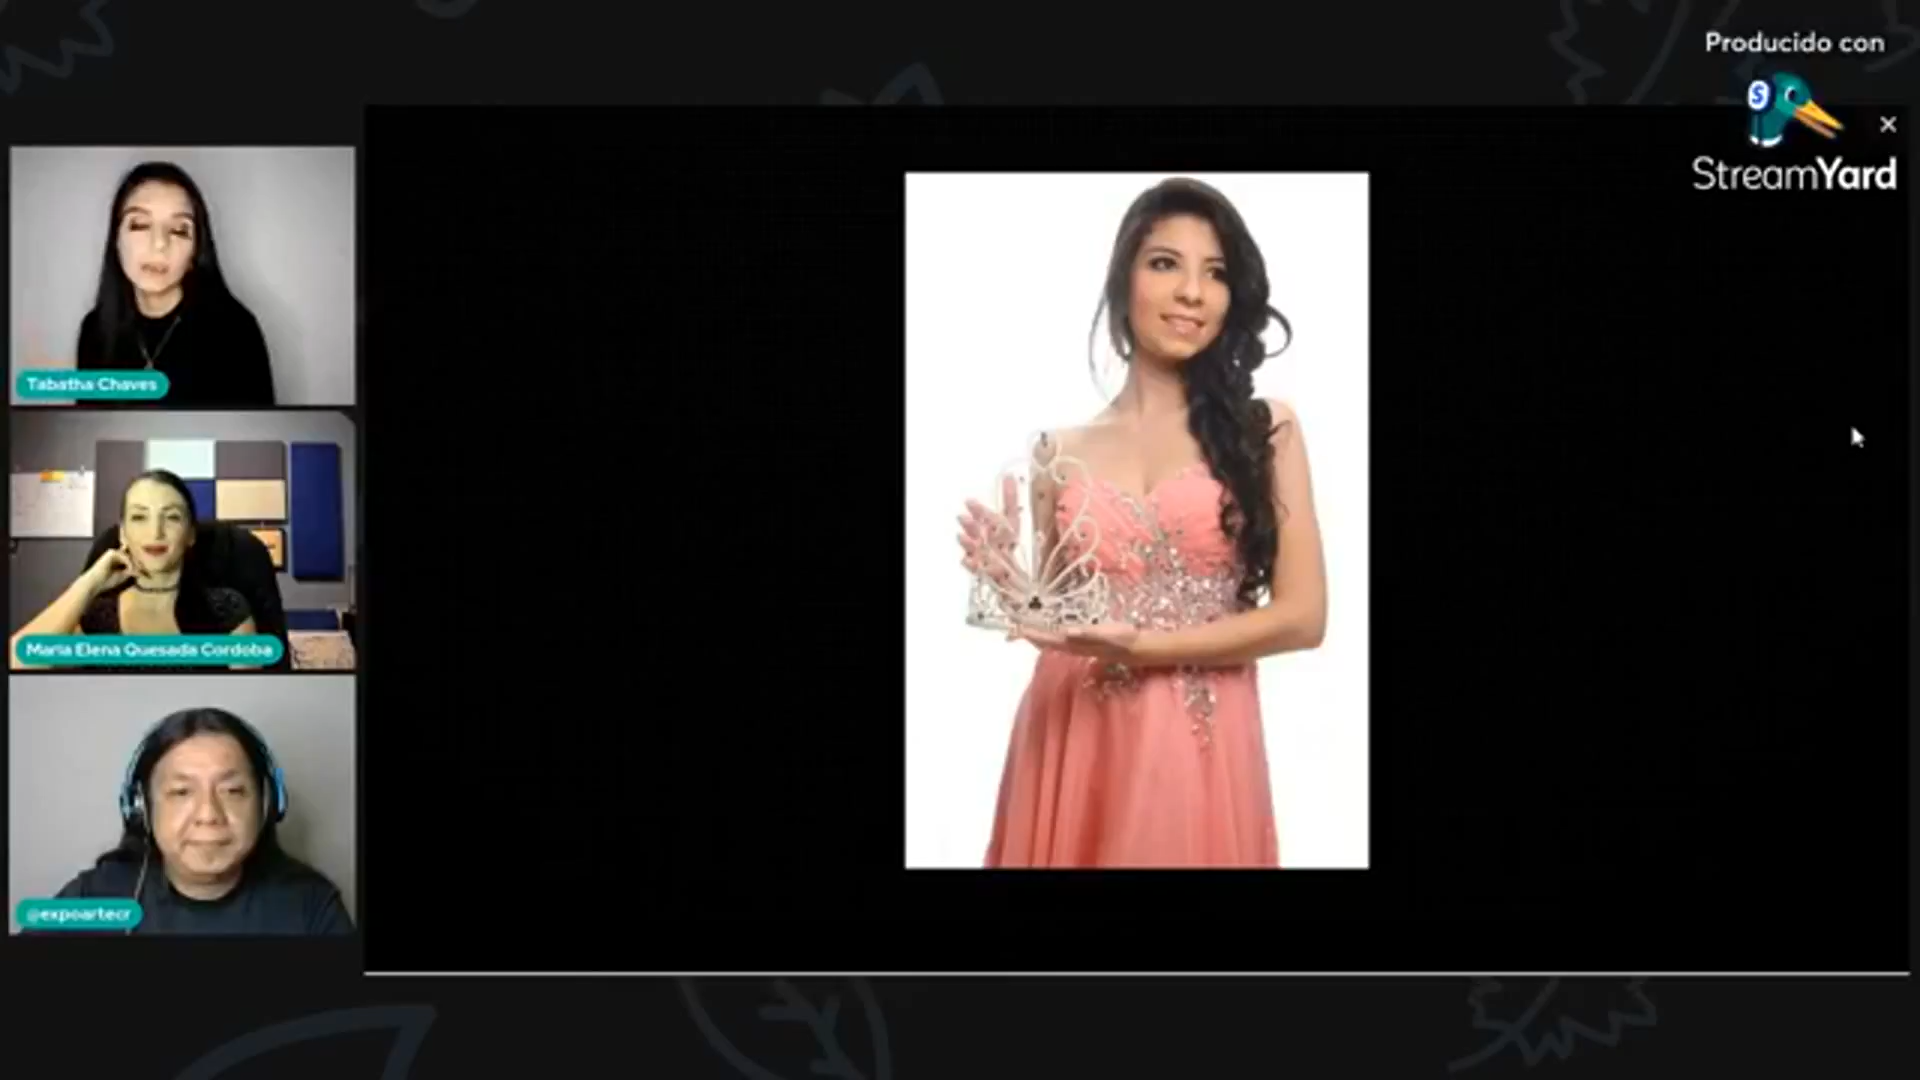 Producido con
StreamYard
Tabatha Chaves
Maria Elena Quesada Cordoba
@expoartecr